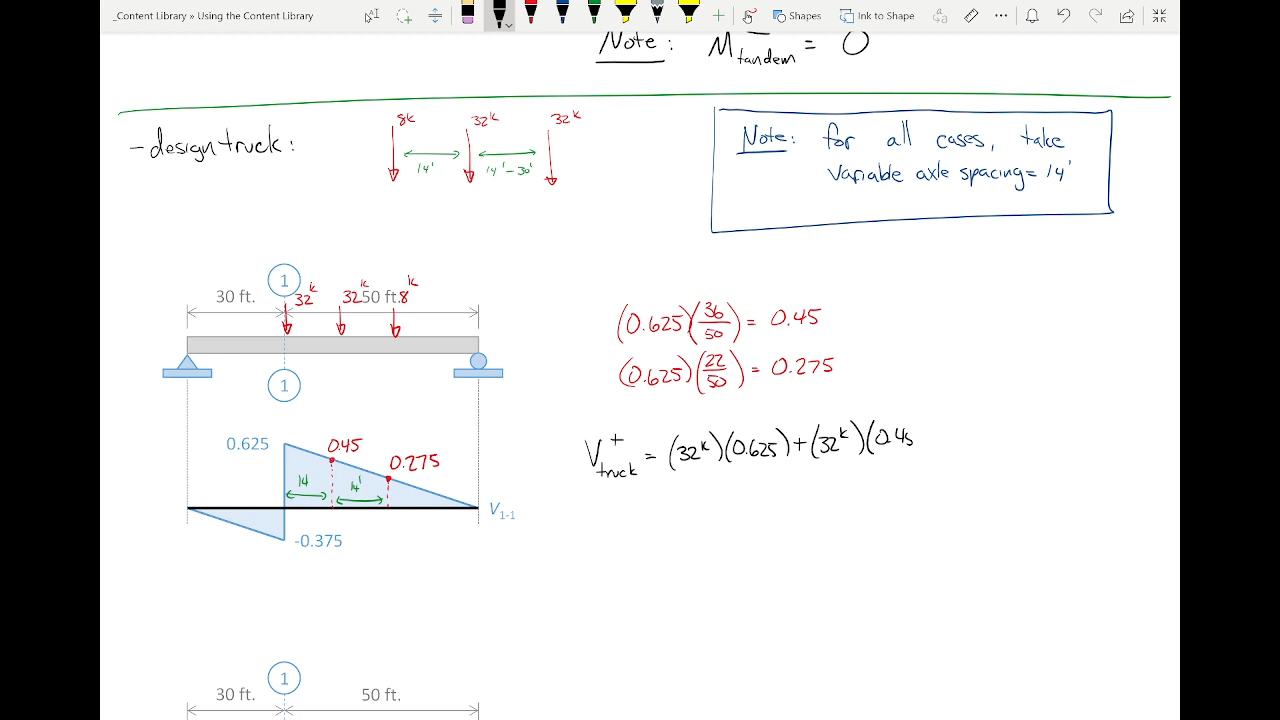 _Content Library » Using the Content Library
Shapes
Ink to Shape
Note: M tandem = 0
- design truck:
8k 32k 32k
14' 14'-30'
Note: for all cases, take
variable axle spacing = 14'
1
30 ft. 50 ft.
32k 32k 8k
1
(0.625)(36/50) = 0.45
(0.625)(22/50) = 0.275
V+ truck = (32k)(0.625)+(32k)(0.45
0.625 0.45
0.275
14 14'
V1-1
-0.375
1
30 ft. 50 ft.